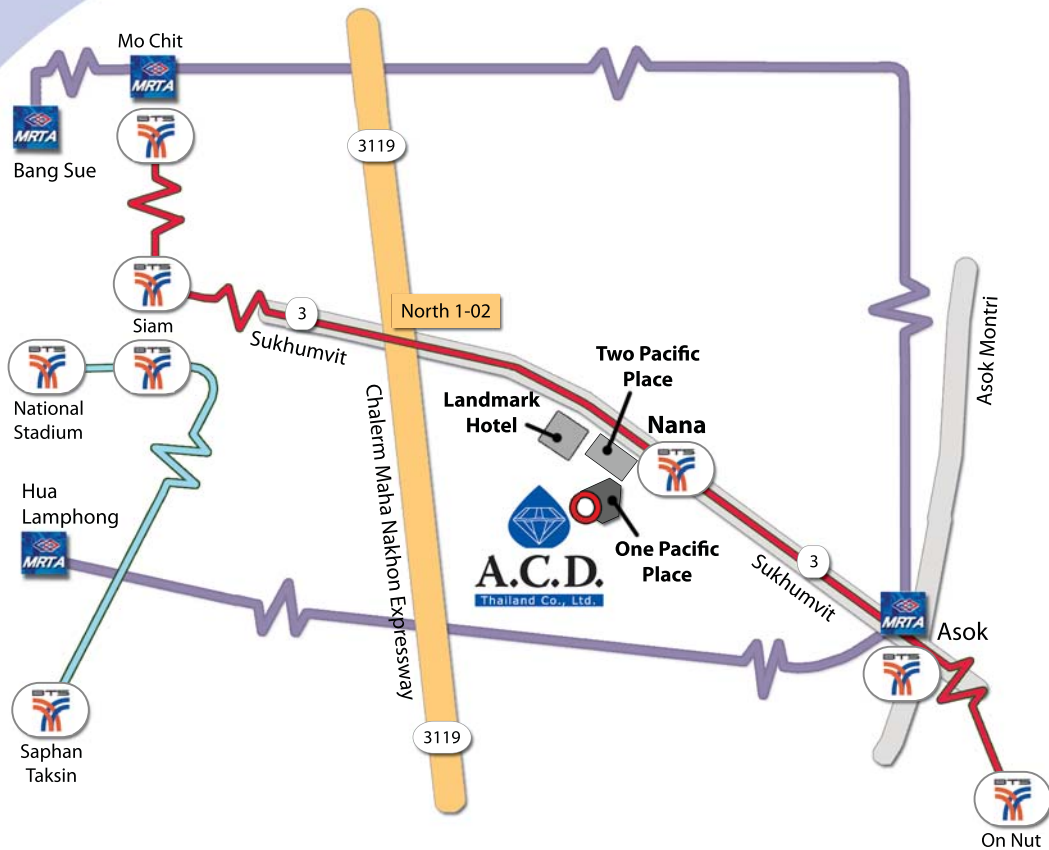 Mo Chit
MRTA
MRTA
BTS
Bang Sue
3119
BTS
Siam
3
North 1-02
Sukhumvit
BTS
BTS
National
Stadium
Two Pacific
Place
Landmark
Hotel
Nana
BTS
Asok Montri
Chalerm Maha Nakhon Expressway
Hua
Lamphong
MRTA
A.C.D.
Thailand Co., Ltd.
One Pacific
Place
3
Sukhumvit
MRTA
Asok
BTS
BTS
Saphan
Taksin
3119
BTS
On Nut